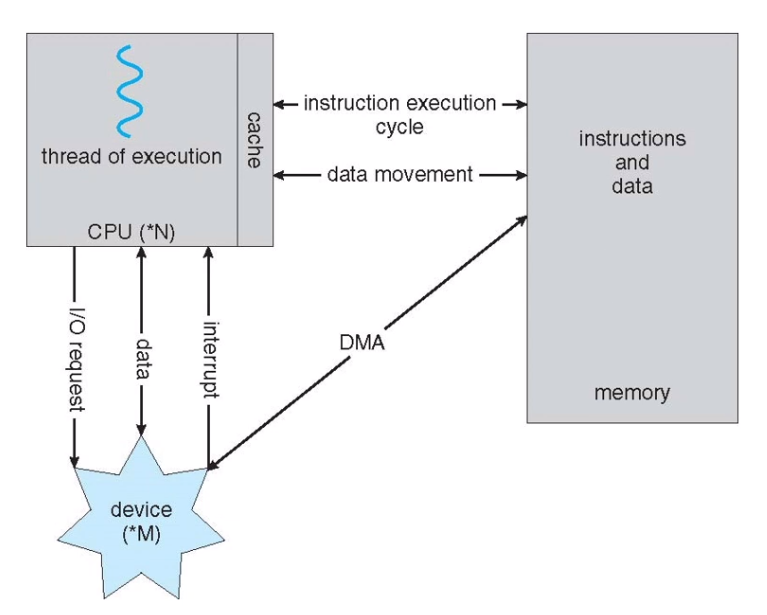 thread of execution
cache
CPU (*N)
instruction execution
cycle
data movement
instructions
and
data
memory
I/O request
data
interrupt
DMA
device
(*M)